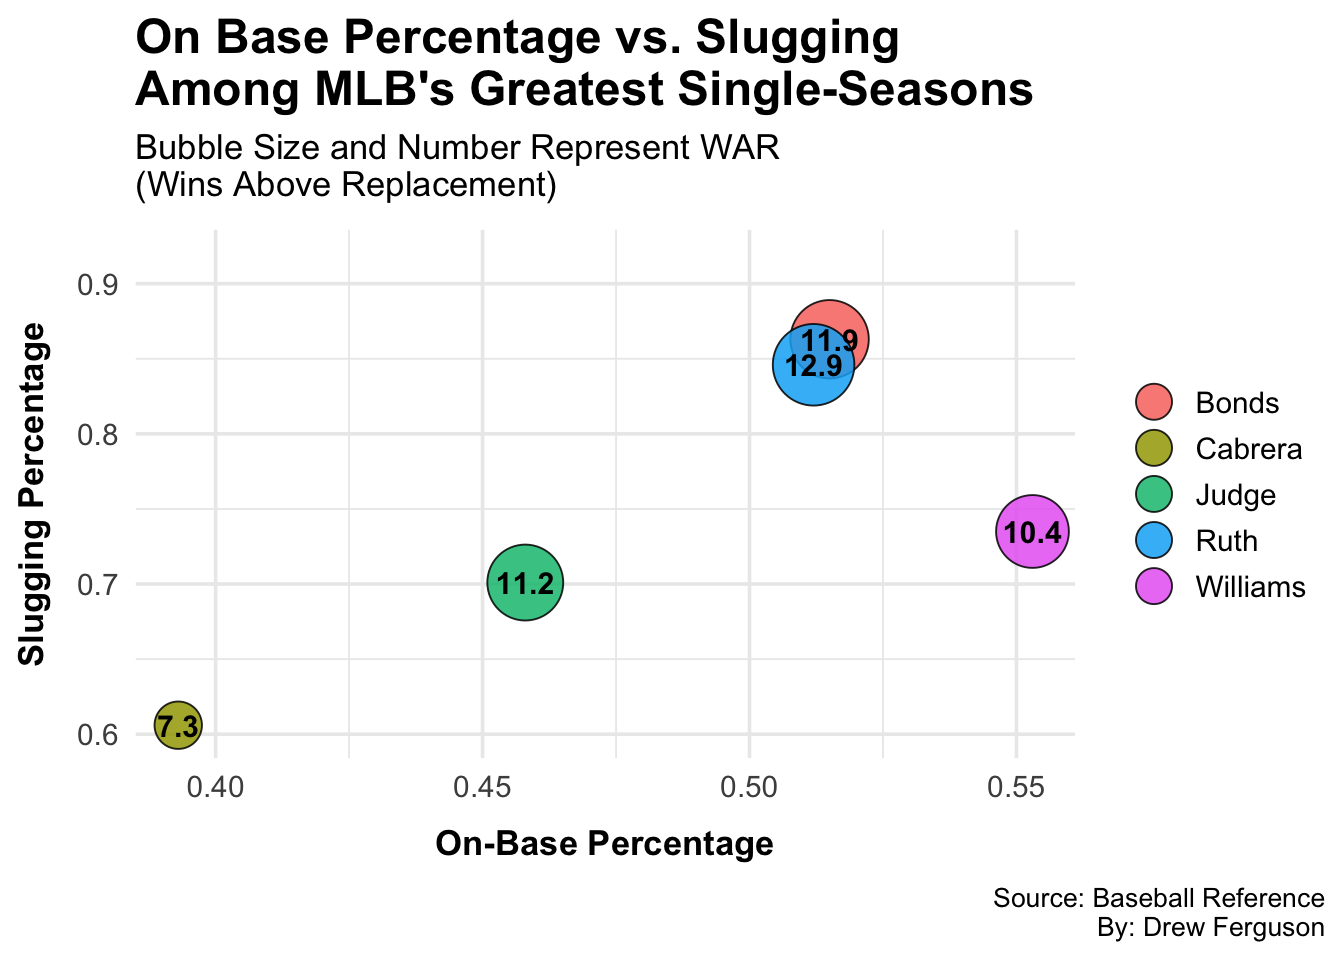 On Base Percentage vs. Slugging
Among MLB's Greatest Single-Seasons
Bubble Size and Number Represent WAR
(Wins Above Replacement)
Slugging Percentage
0.9
0.8
0.7
0.6
11.9
12.9
10.4
11.2
7.3
0.40
0.45
0.50
0.55
On-Base Percentage
Bonds
Cabrera
Judge
Ruth
Williams
Source: Baseball Reference
By: Drew Ferguson